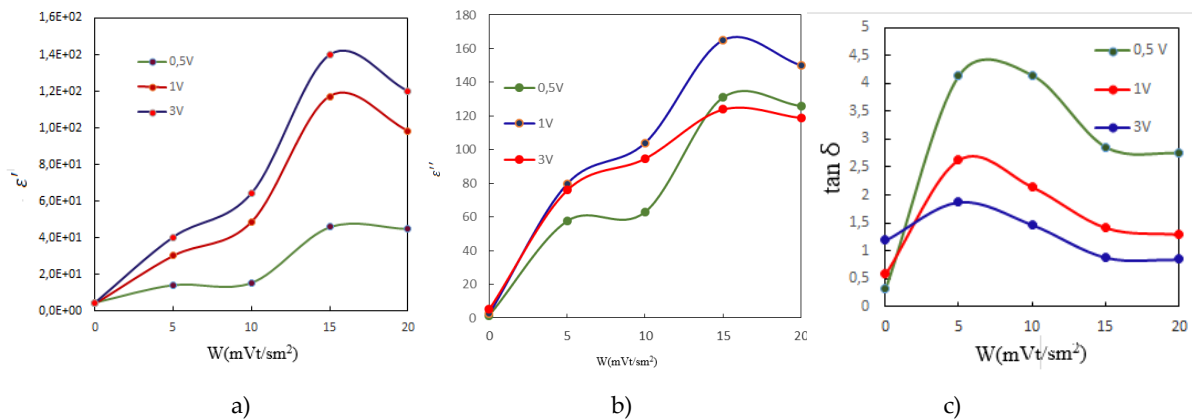 1,6E+02
1,4E+02
1,2E+02
1,0E+02
8,0E+01
6,0E+01
4,0E+01
2,0E+01
0,0E+00
ε'
0,5V
1V
3V
0 5 10 15 20
W(mVt/sm²)
a)
180
160
140
120
100
80
60
40
20
0
ε''
0,5V
1V
3V
0 5 10 15 20
W(mVt/sm²)
b)
5
4,5
4
3,5
3
2,5
2
1,5
1
0,5
0
tan δ
0,5 V
1V
3V
0 5 10 15 20
W(mVt/sm²)
c)